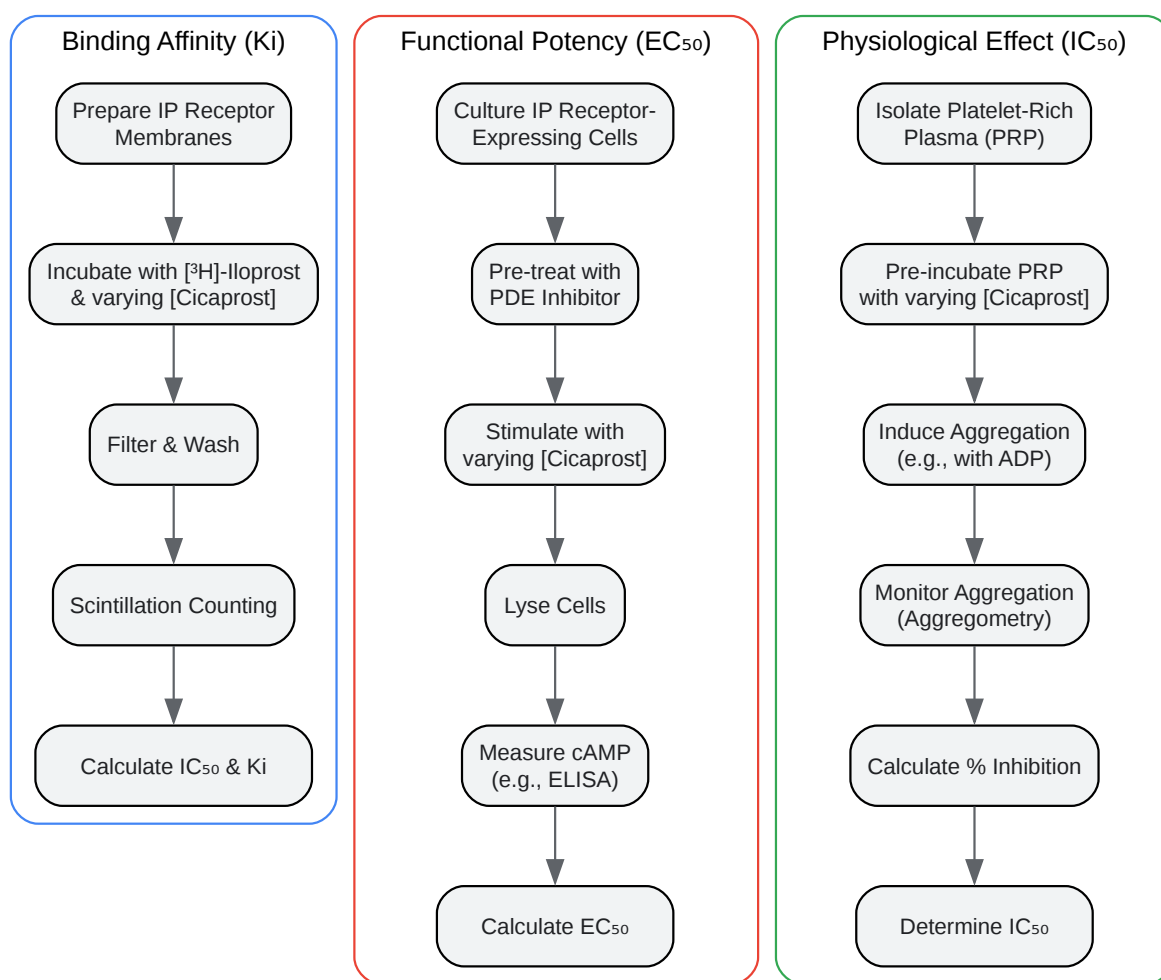 Binding Affinity (Ki)
Prepare IP Receptor
Membranes
Incubate with [³H]-Iloprost
& varying [Cicaprost]
Filter & Wash
Scintillation Counting
Calculate IC₅₀ & Ki
Functional Potency (EC₅₀)
Culture IP Receptor-
Expressing Cells
Pre-treat with
PDE Inhibitor
Stimulate with
varying [Cicaprost]
Lyse Cells
Measure cAMP
(e.g., ELISA)
Calculate EC₅₀
Physiological Effect (IC₅₀)
Isolate Platelet-Rich
Plasma (PRP)
Pre-incubate PRP
with varying [Cicaprost]
Induce Aggregation
(e.g., with ADP)
Monitor Aggregation
(Aggregometry)
Calculate % Inhibition
Determine IC₅₀